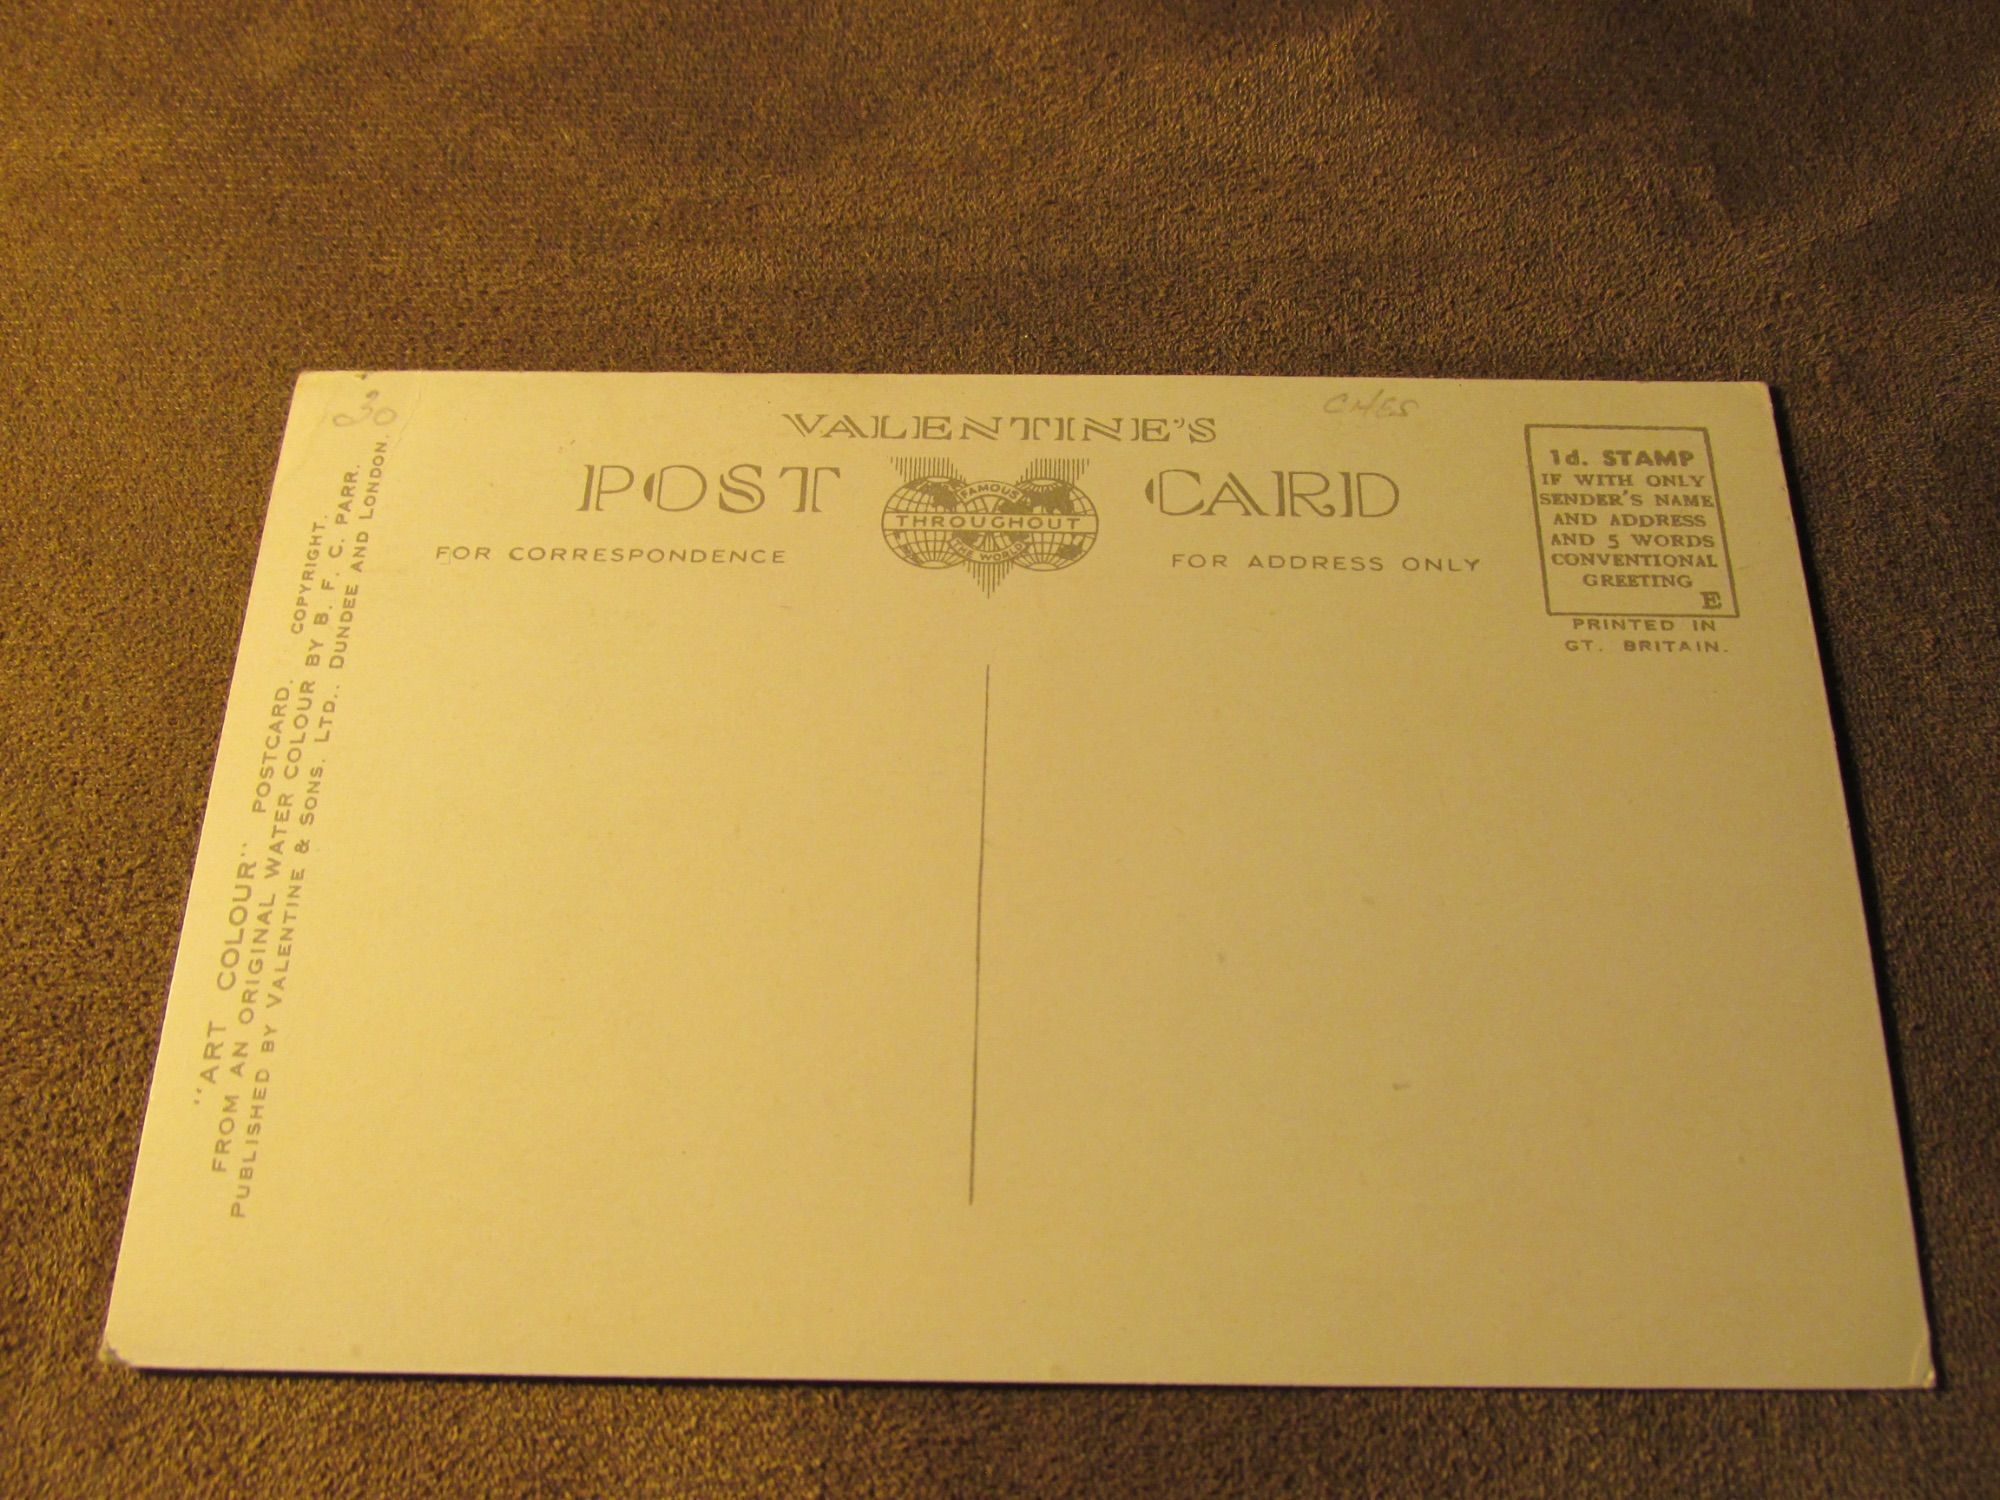 VALENTINE'S
POST CARD
FAMOUS
THROUGHOUT
THE WORLD
FOR CORRESPONDENCE
FOR ADDRESS ONLY
CHES
1d. STAMP
IF WITH ONLY
SENDER'S NAME
AND ADDRESS
AND 5 WORDS
CONVENTIONAL
GREETING
E
PRINTED IN
GT. BRITAIN.
"ART COLOUR" POSTCARD. COPYRIGHT.
FROM AN ORIGINAL WATER COLOUR BY B. F. C. PARR.
PUBLISHED BY VALENTINE & SONS. LTD., DUNDEE AND LONDON.